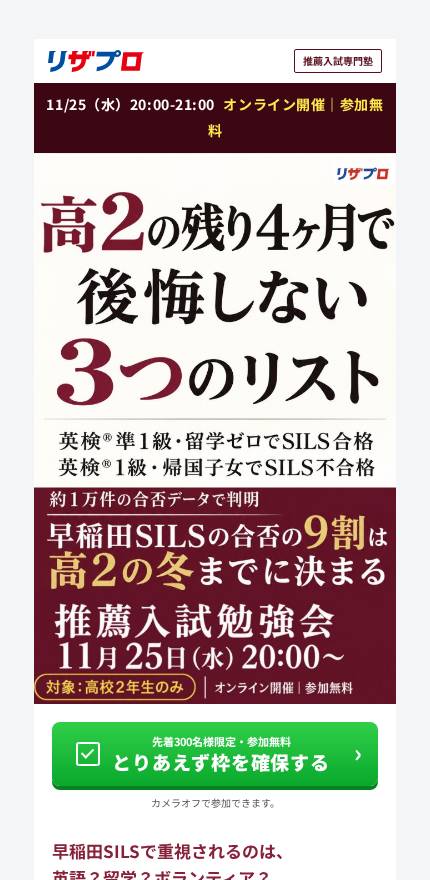 リザプロ
推薦入試専門塾
11/25（水）20:00-21:00 オンライン開催｜参加無
料
リザプロ
高2の残り4ヶ月で
後悔しない
3つのリスト
英検®準1級・留学ゼロでSILS合格
英検®1級・帰国子女でSILS不合格
約1万件の合否データで判明
早稲田SILSの合否の9割は
高2の冬までに決まる
推薦入試勉強会
11月25日（水）20:00〜
対象：高校2年生のみ｜オンライン開催｜参加無料
先着300名様限定・参加無料
とりあえず枠を確保する ›
カメラオフで参加できます。
早稲田SILSで重視されるのは、
英語？留学？ボランティア？